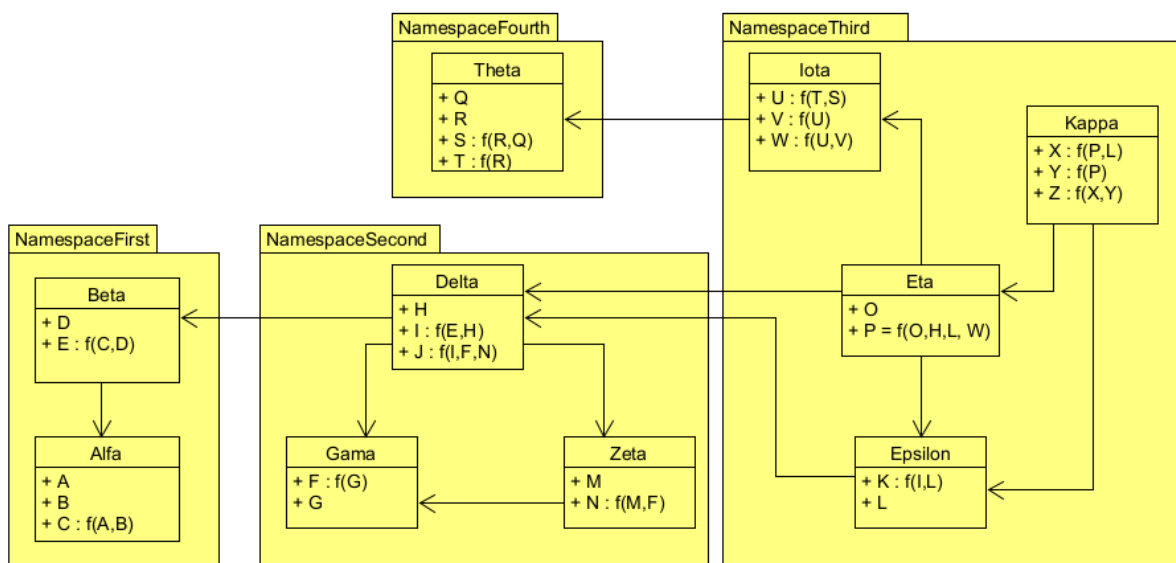 NamespaceFourth
Theta
+ Q
+ R
+ S : f(R,Q)
+ T : f(R)
NamespaceThird
Iota
+ U : f(T,S)
+ V : f(U)
+ W : f(U,V)
Kappa
+ X : f(P,L)
+ Y : f(P)
+ Z : f(X,Y)
Eta
+ O
+ P = f(O,H,L, W)
Epsilon
+ K : f(I,L)
+ L
NamespaceFirst
Beta
+ D
+ E : f(C,D)
Alfa
+ A
+ B
+ C : f(A,B)
NamespaceSecond
Delta
+ H
+ I : f(E,H)
+ J : f(I,F,N)
Gama
+ F : f(G)
+ G
Zeta
+ M
+ N : f(M,F)